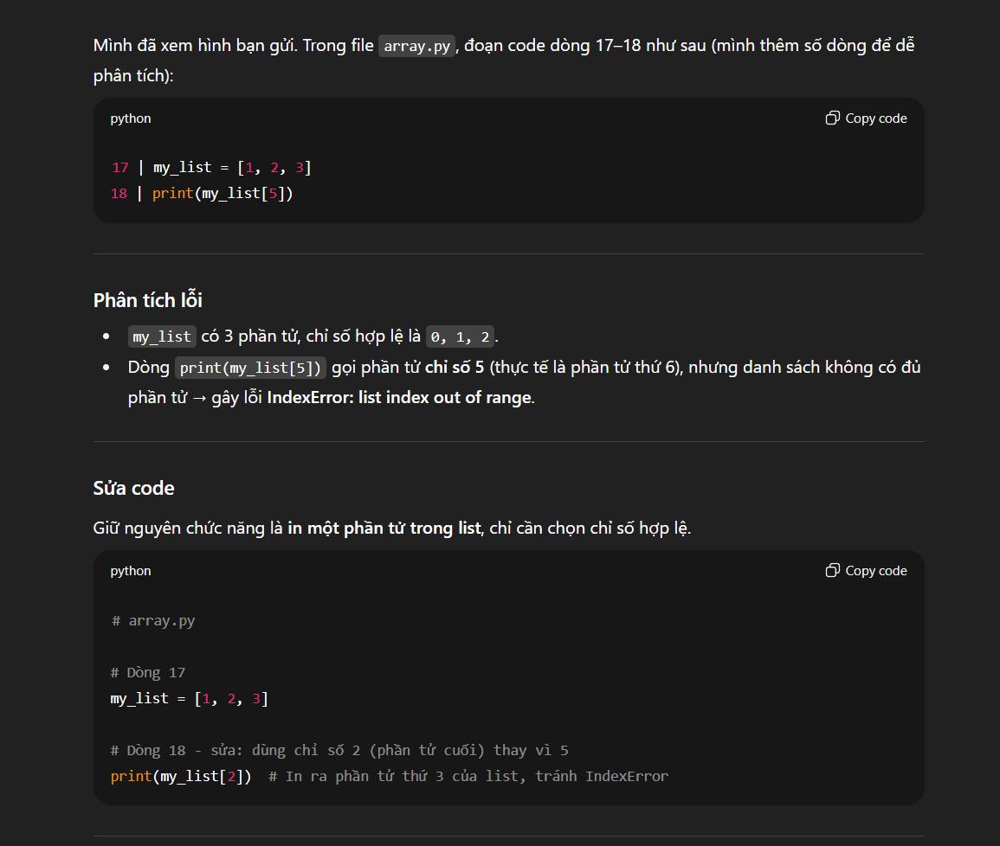 Mình đã xem hình bạn gửi. Trong file array.py, đoạn code dòng 17–18 như sau (mình thêm số dòng để dễ
phân tích):
python Copy code
17 | my_list = [1, 2, 3]
18 | print(my_list[5])
Phân tích lỗi
• my_list có 3 phần tử, chỉ số hợp lệ là 0, 1, 2.
• Dòng print(my_list[5]) gọi phần tử chỉ số 5 (thực tế là phần tử thứ 6), nhưng danh sách không có đủ
phần tử → gây lỗi IndexError: list index out of range.
Sửa code
Giữ nguyên chức năng là in một phần tử trong list, chỉ cần chọn chỉ số hợp lệ.
python Copy code
# array.py
# Dòng 17
my_list = [1, 2, 3]
# Dòng 18 - sửa: dùng chỉ số 2 (phần tử cuối) thay vì 5
print(my_list[2])  # In ra phần tử thứ 3 của list, tránh IndexError